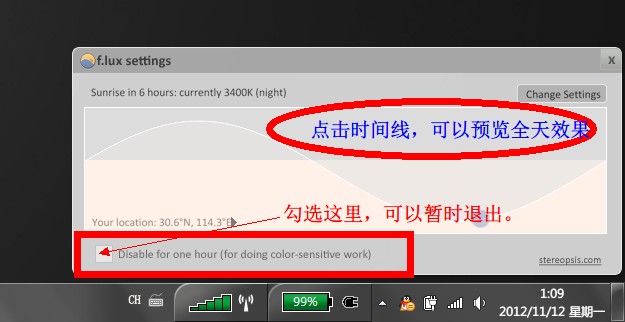 f.lux settings
x
Sunrise in 6 hours: currently 3400K (night)
Change Settings
点击时间线，可以预览全天效果
勾选这里，可以暂时退出。
Your location: 30.6°N, 114.3°E
Disable for one hour (for doing color-sensitive work)
stereopsis.com
CH
99%
1:09
2012/11/12 星期一